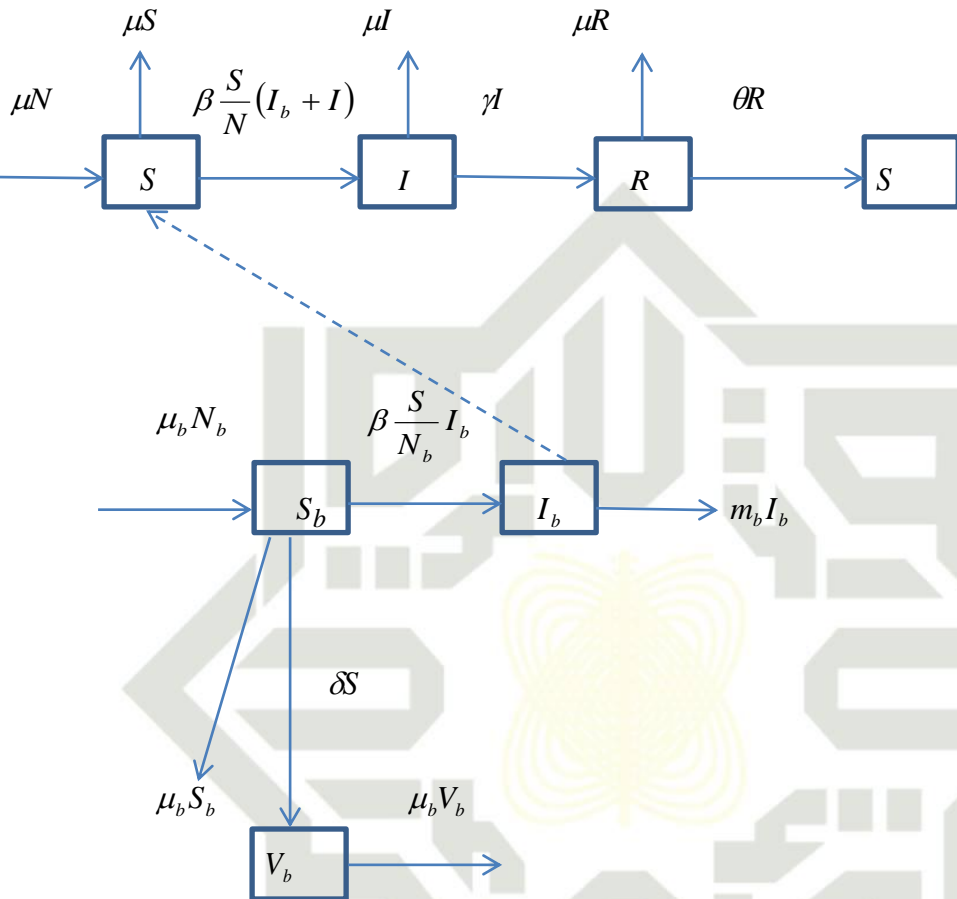 μS μI μR
μN β S/N (I_b + I) γI θR
S I R S
μ_b N_b β S/N_b I_b
S_b I_b m_b I_b
δS
μ_b S_b μ_b V_b
V_b